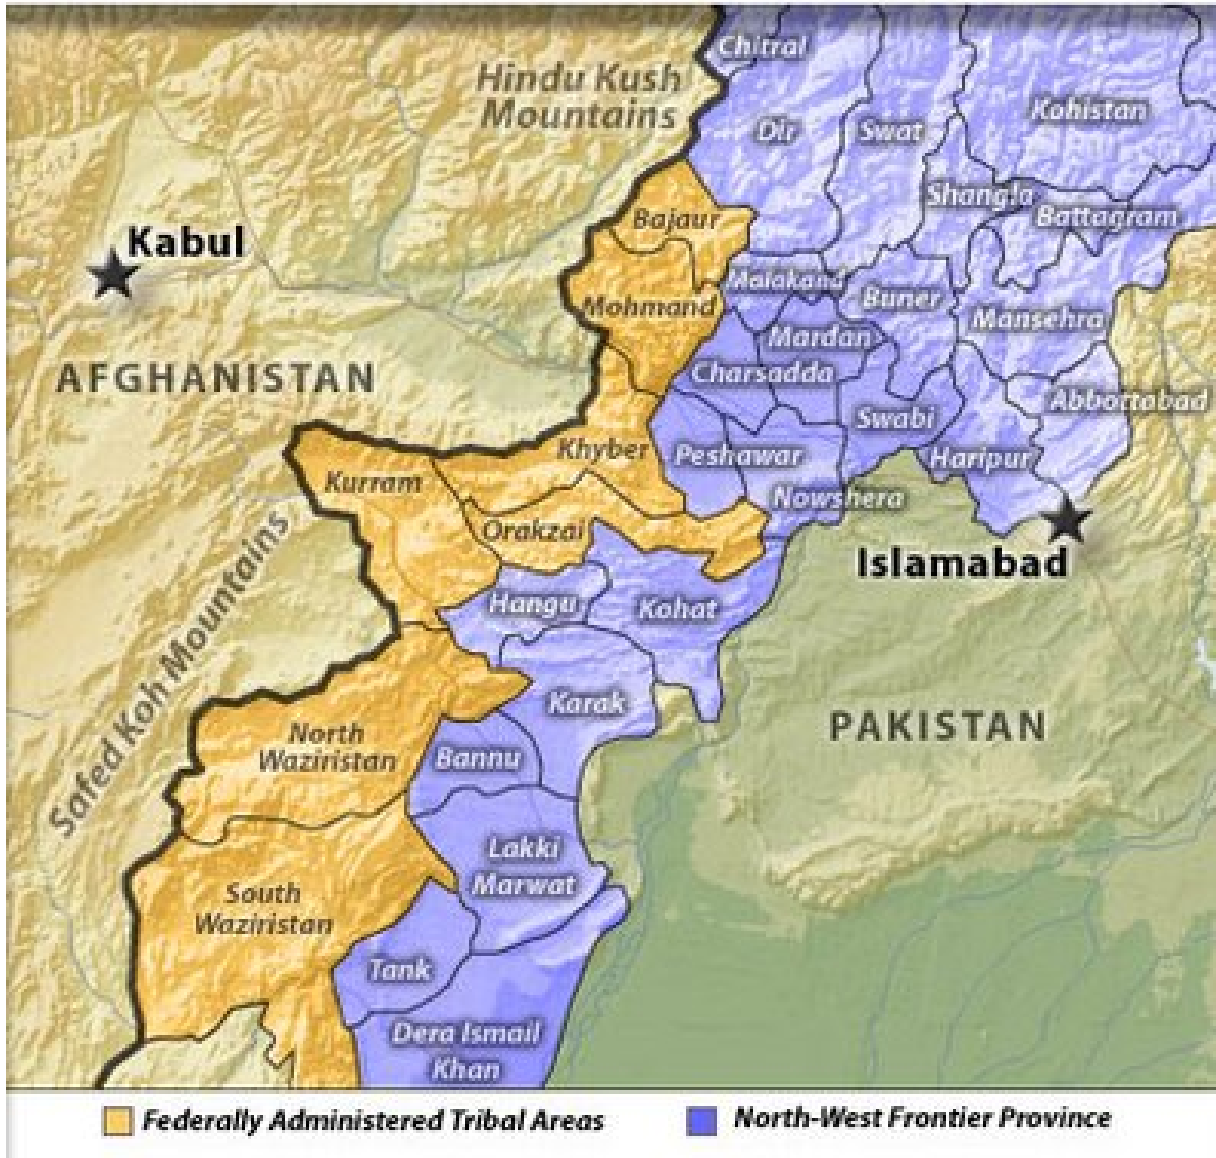 Chitral
Hindu Kush
Mountains
Dir
Swat
Kohistan
Shangla
Battagram
Bajaur
Kabul
Malakand
Buner
Mohmand
Mansehra
Mardan
Charsadda
AFGHANISTAN
Abbottabad
Swabi
Khyber
Peshawar
Haripur
Kurram
Nowshera
Orakzai
Islamabad
Hangu
Kohat
Safed Koh Mountains
Karak
PAKISTAN
North
Waziristan
Bannu
Lakki
Marwat
South
Waziristan
Tank
Dera Ismail
Khan
Federally Administered Tribal Areas
North-West Frontier Province